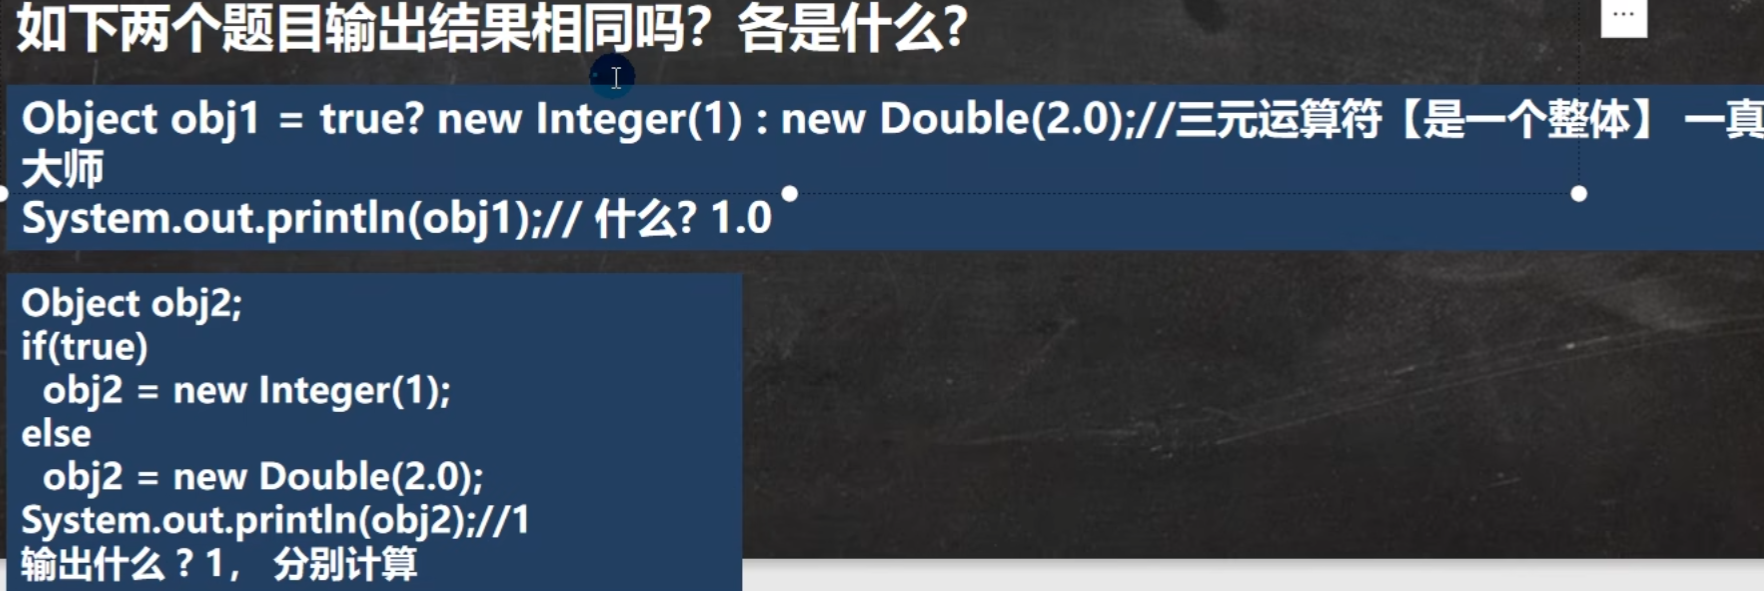 如下两个题目输出结果相同吗？各是什么？
...
Object obj1 = true? new Integer(1) : new Double(2.0);//三元运算符【是一个整体】 一真
大师
System.out.println(obj1);// 什么? 1.0
Object obj2;
if(true)
obj2 = new Integer(1);
else
obj2 = new Double(2.0);
System.out.println(obj2);//1
输出什么 ? 1， 分别计算